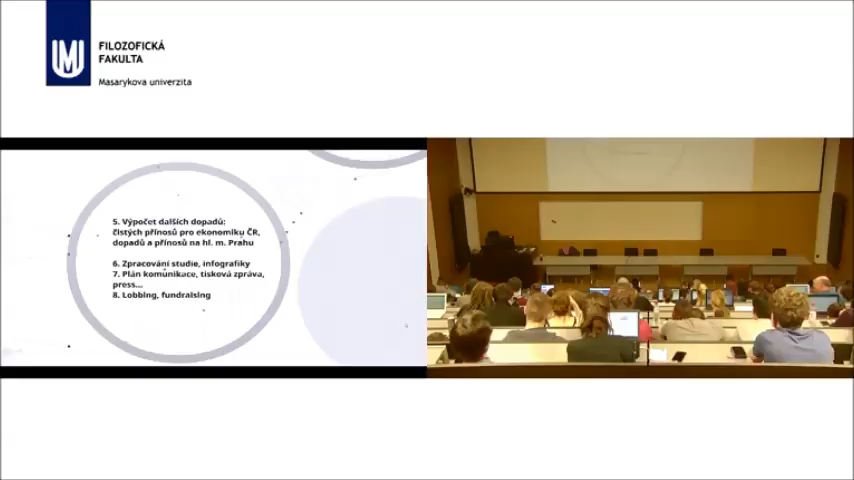 FILOZOFICKÁ
FAKULTA
Masarykova univerzita
5. Výpočet dalších dopadů:
čistých přínosů pro ekonomiku ČR,
dopadů a přínosů na hl. m. Prahu
6. Zpracování studie, infografiky
7. Plán komunikace, tisková zpráva,
press...
8. Lobbing, fundraising